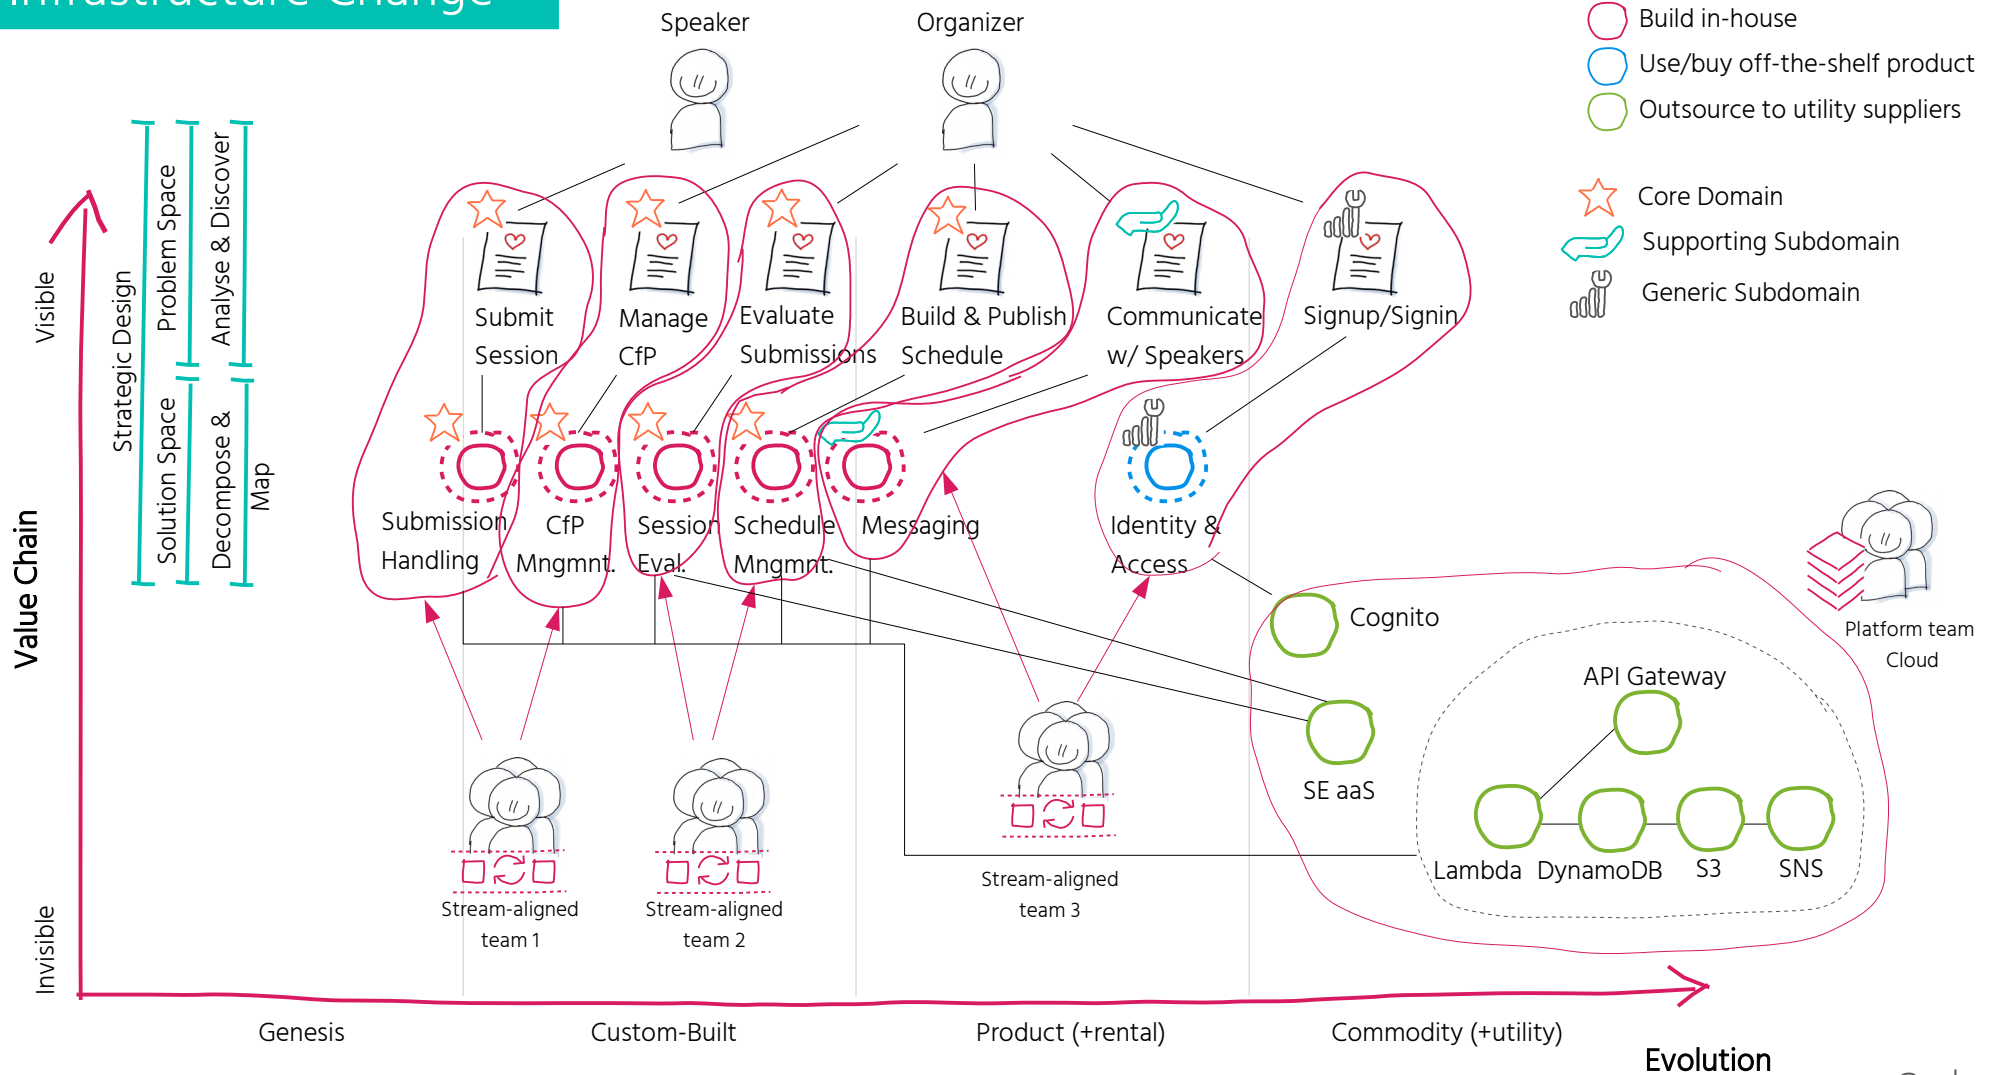 Infrastructure Change
Speaker
Organizer
Build in-house
Use/buy off-the-shelf product
Outsource to utility suppliers
Core Domain
Supporting Subdomain
Generic Subdomain
Value Chain
Visible
Invisible
Strategic Design
Problem Space
Solution Space
Analyse & Discover
Decompose &
Map
Submit
Session
Manage
CfP
Evaluate
Submissions
Build & Publish
Schedule
Communicate
w/ Speakers
Signup/Signin
Submission
Handling
CfP
Mngmnt.
Session
Eval.
Schedule
Mngmnt.
Messaging
Identity &
Access
Cognito
SE aaS
API Gateway
Lambda
DynamoDB
S3
SNS
Platform team
Cloud
Stream-aligned
team 1
Stream-aligned
team 2
Stream-aligned
team 3
Genesis
Custom-Built
Product (+rental)
Commodity (+utility)
Evolution